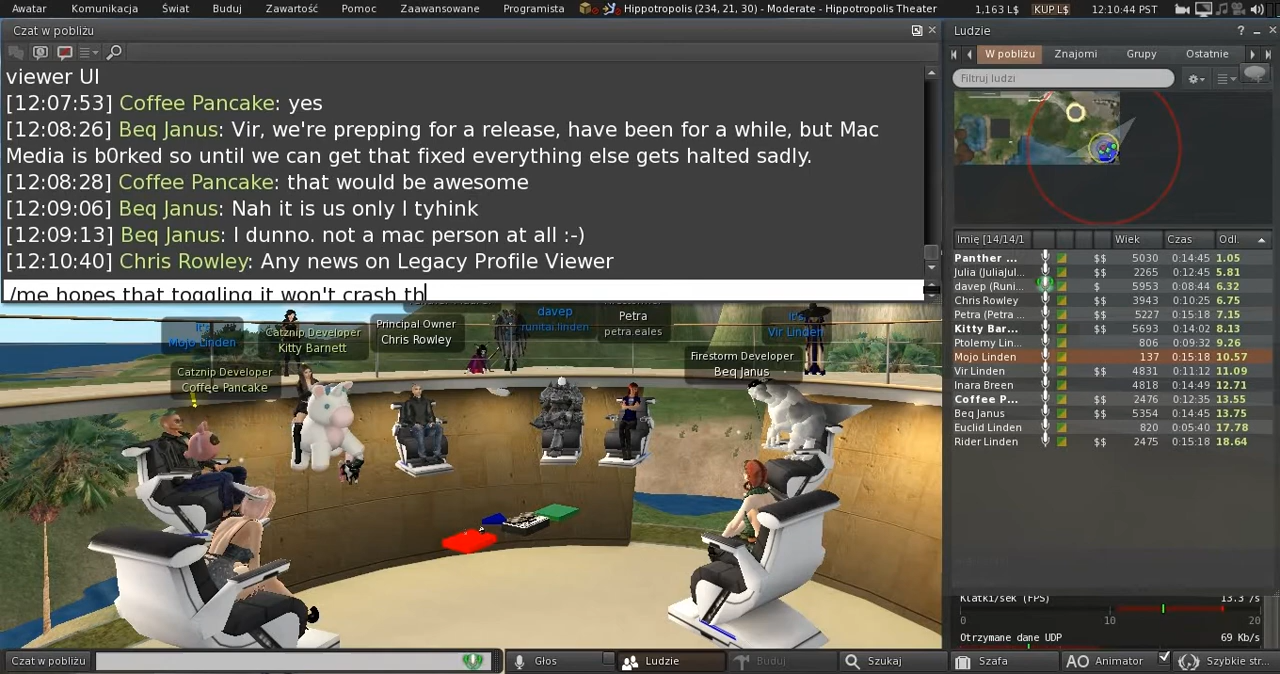 Awatar Komunikacja Świat Buduj Zawartość Pomoc Zaawansowane Programista Hippotropolis (234, 21, 30) - Moderate - Hippotropolis Theater 1,163 L$ KUP L$ 12:10:44 PST
Czat w pobliżu
viewer UI
[12:07:53] Coffee Pancake: yes
[12:08:26] Beq Janus: Vir, we're prepping for a release, have been for a while, but Mac
Media is b0rked so until we can get that fixed everything else gets halted sadly.
[12:08:28] Coffee Pancake: that would be awesome
[12:09:06] Beq Janus: Nah it is us only I tyhink
[12:09:13] Beq Janus: I dunno. not a mac person at all :-)
[12:10:40] Chris Rowley: Any news on Legacy Profile Viewer
/me hopes that toggling it won't crash th
It's
Mojo Linden
Catznip Developer
Kitty Barnett
Principal Owner
Chris Rowley
davep
runitai.linden
Petra
petra.eales
It's
Vir Linden
Catznip Developer
Coffee Pancake
Firestorm Developer
Beq Janus
Ludzie
W pobliżu Znajomi Grupy Ostatnie
Filtruj ludzi
Imię [14/14/1 Wiek Czas Odl.
Panther ... $$ 5030 0:14:45 1.05
Julia (JuliaJul... $$ 2265 0:12:45 5.81
davep (Runi... $ 5953 0:08:44 6.32
Chris Rowley $$ 3943 0:10:25 6.75
Petra (Petra ... $$ 5227 0:18:08 7.15
Kitty Bar... $$ 5693 0:14:02 8.13
Ptolemy Lin... 806 0:09:32 9.26
Mojo Linden 137 0:15:18 10.57
Vir Linden $$ 4831 0:11:12 11.09
Inara Breen 4818 0:14:49 12.71
Coffee P... $$ 2476 0:12:35 13.55
Beq Janus $$ 5354 0:14:45 13.75
Euclid Linden 820 0:05:40 17.78
Rider Linden $$ 2475 0:15:18 18.64
Klatki/sek (FPS) 13.3 /s
0 10 20
Otrzymane dane UDP 69 Kb/s
Czat w pobliżu Głos Ludzie Buduj Szukaj Szafa AO Animator Szybkie str...